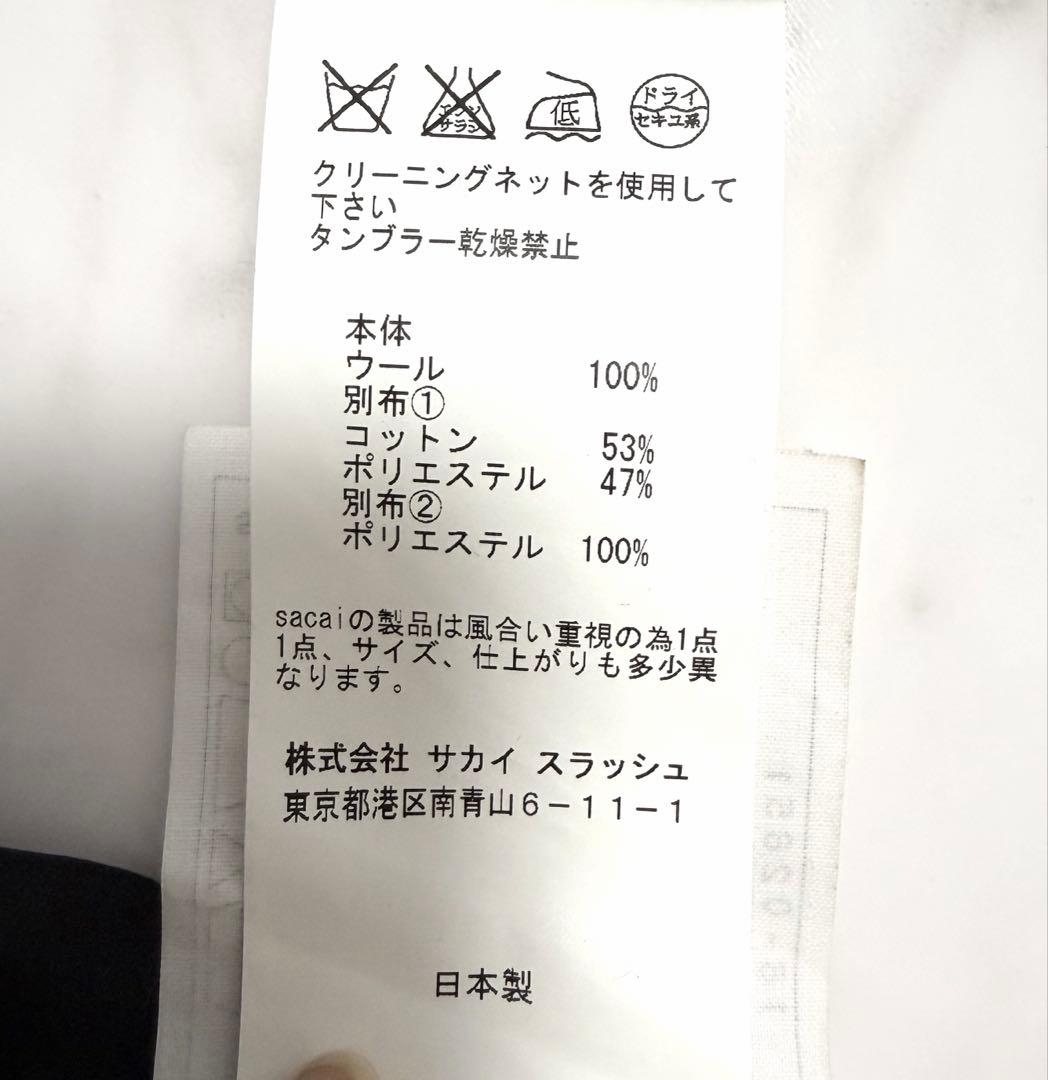 エンソ
サラシ
低
ドライ
セキユ系
クリーニングネットを使用して
下さい
タンブラー乾燥禁止
本体
ウール 100%
別布①
コットン 53%
ポリエステル 47%
別布②
ポリエステル 100%
sacaiの製品は風合い重視の為1点
1点、サイズ、仕上がりも多少異
なります。
株式会社 サカイ スラッシュ
東京都港区南青山6－11－1
日本製